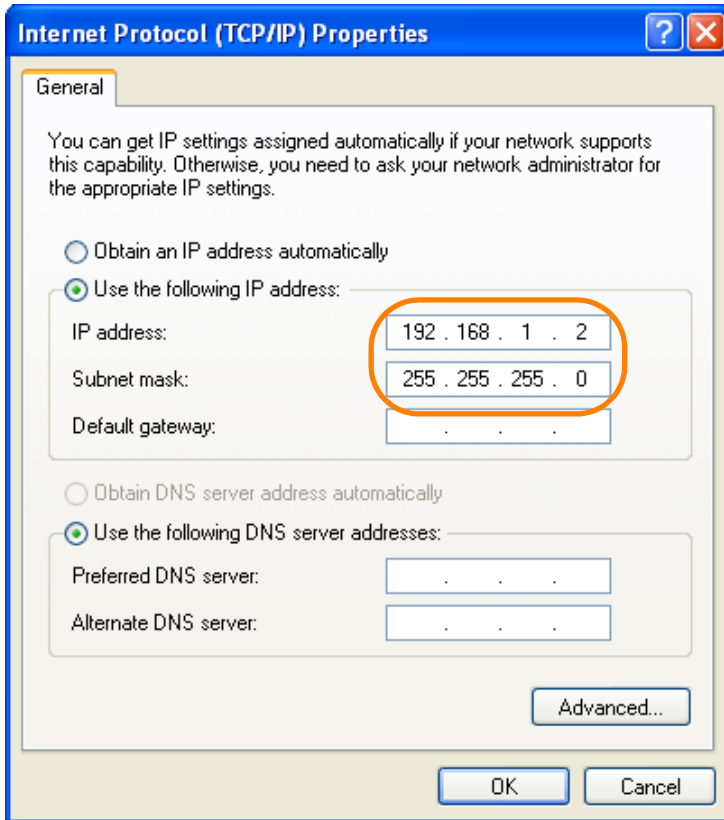 Internet Protocol (TCP/IP) Properties
General
You can get IP settings assigned automatically if your network supports
this capability. Otherwise, you need to ask your network administrator for
the appropriate IP settings.
Obtain an IP address automatically
Use the following IP address:
IP address: 192 . 168 . 1 . 2
Subnet mask: 255 . 255 . 255 . 0
Default gateway: . . .
Obtain DNS server address automatically
Use the following DNS server addresses:
Preferred DNS server: . . .
Alternate DNS server: . . .
Advanced...
OK Cancel